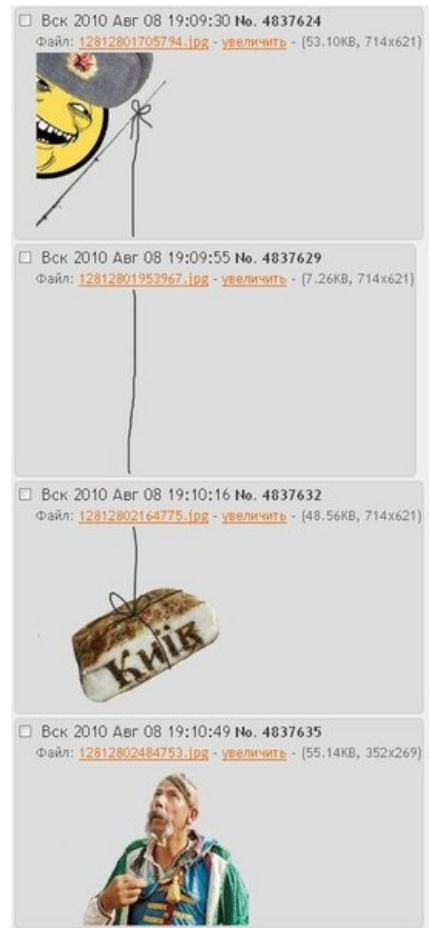 Вск 2010 Авг 08 19:09:30 No. 4837624
Файл: 12812801705794.jpg - увеличить - (53.10KB, 714x621)
Вск 2010 Авг 08 19:09:55 No. 4837629
Файл: 12812801953967.jpg - увеличить - (7.26KB, 714x621)
Вск 2010 Авг 08 19:10:16 No. 4837632
Файл: 12812802164775.jpg - увеличить - (48.56KB, 714x621)
Київ
Вск 2010 Авг 08 19:10:49 No. 4837635
Файл: 12812802484753.jpg - увеличить - (55.14KB, 352x269)